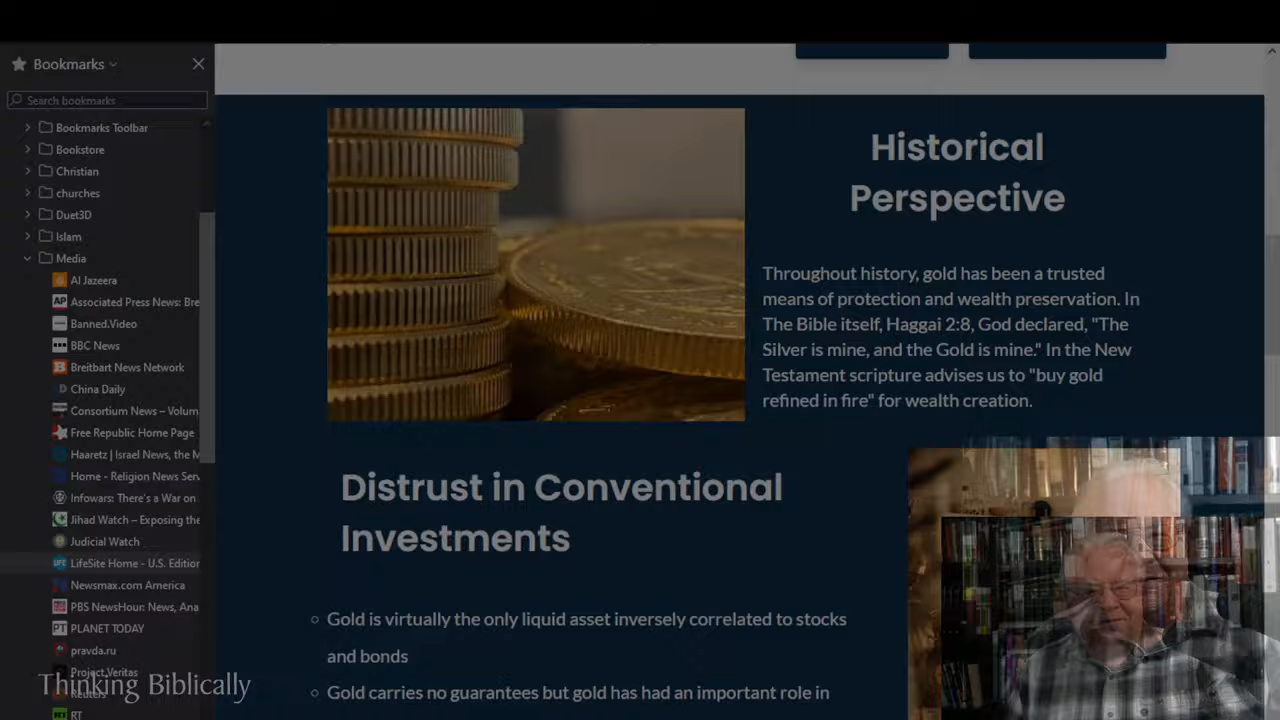 Bookmarks
Search bookmarks
Bookmarks Toolbar
Bookstore
Christian
churches
Duet3D
Islam
Media
Al Jazeera
AP Associated Press News: Bre
Banned.Video
BBC News
B Breitbart News Network
China Daily
Consortium News – Volum
Free Republic Home Page
Haaretz | Israel News, the M
Home - Religion News Serv
Infowars: There's a War on
Jihad Watch – Exposing the
Judicial Watch
LIFE LifeSite Home - U.S. Edition
Newsmax.com America
PBS NewsHour: News, Ana
PT PLANET TODAY
pravda.ru
Project Veritas
Reuters
RT RT
Thinking Biblically
Historical
Perspective
Throughout history, gold has been a trusted
means of protection and wealth preservation. In
The Bible itself, Haggai 2:8, God declared, "The
Silver is mine, and the Gold is mine." In the New
Testament scripture advises us to "buy gold
refined in fire" for wealth creation.
Distrust in Conventional
Investments
Gold is virtually the only liquid asset inversely correlated to stocks
and bonds
Gold carries no guarantees but gold has had an important role in